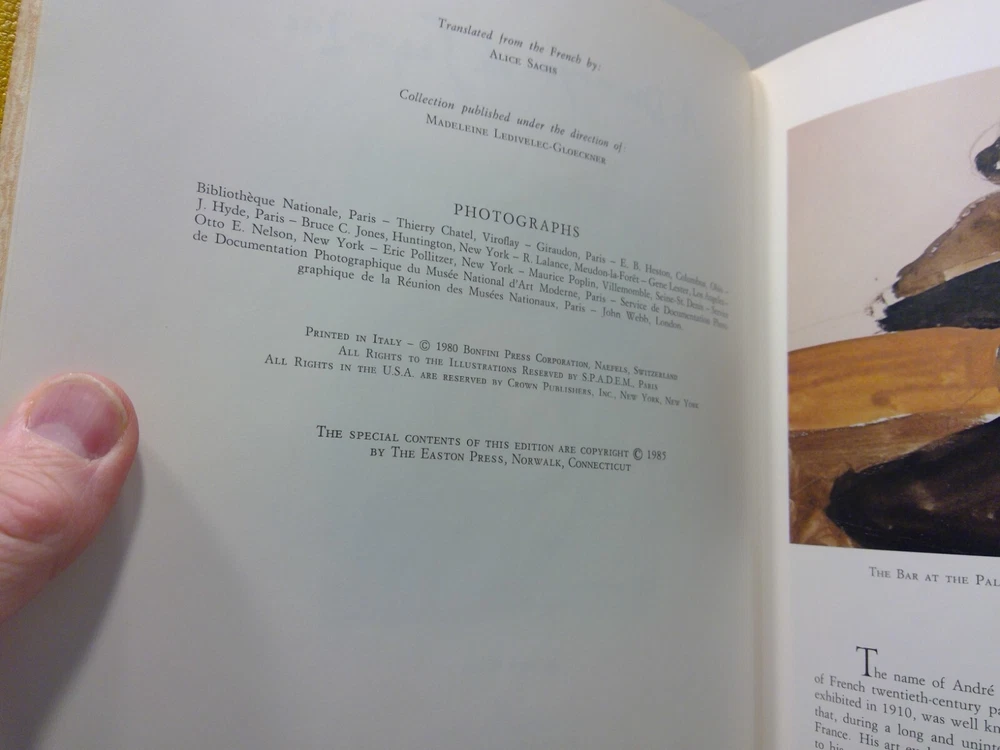 Translated from the French by:
ALICE SACHS
Collection published under the direction of:
MADELEINE LEDIVELEC-GLOECKNER
PHOTOGRAPHS
Bibliothèque Nationale, Paris – Thierry Chatel, Viroflay – Giraudon, Paris – E. B. Heston, Columbus, Ohio –
J. Hyde, Paris – Bruce C. Jones, Huntington, New York – R. Lalance, Meudon-la-Forêt – Gene Lester, Los Angeles –
Otto E. Nelson, New York – Eric Pollitzer, New York – Maurice Poplin, Villemomble, Seine-St. Denis – Service
de Documentation Photographique du Musée National d'Art Moderne, Paris – Service de Documentation Photo-
graphique de la Réunion des Musées Nationaux, Paris – John Webb, London.
PRINTED IN ITALY – © 1980 BONFINI PRESS CORPORATION, NAEFELS, SWITZERLAND
ALL RIGHTS TO THE ILLUSTRATIONS RESERVED BY S.P.A.D.E.M., PARIS
ALL RIGHTS IN THE U.S.A. ARE RESERVED BY CROWN PUBLISHERS, INC., NEW YORK, NEW YORK
THE SPECIAL CONTENTS OF THIS EDITION ARE COPYRIGHT © 1985
BY THE EASTON PRESS, NORWALK, CONNECTICUT
THE BAR AT THE PAL
The name of André
of French twentieth-century pa
exhibited in 1910, was well kn
that, during a long and unint
France. His art
to his